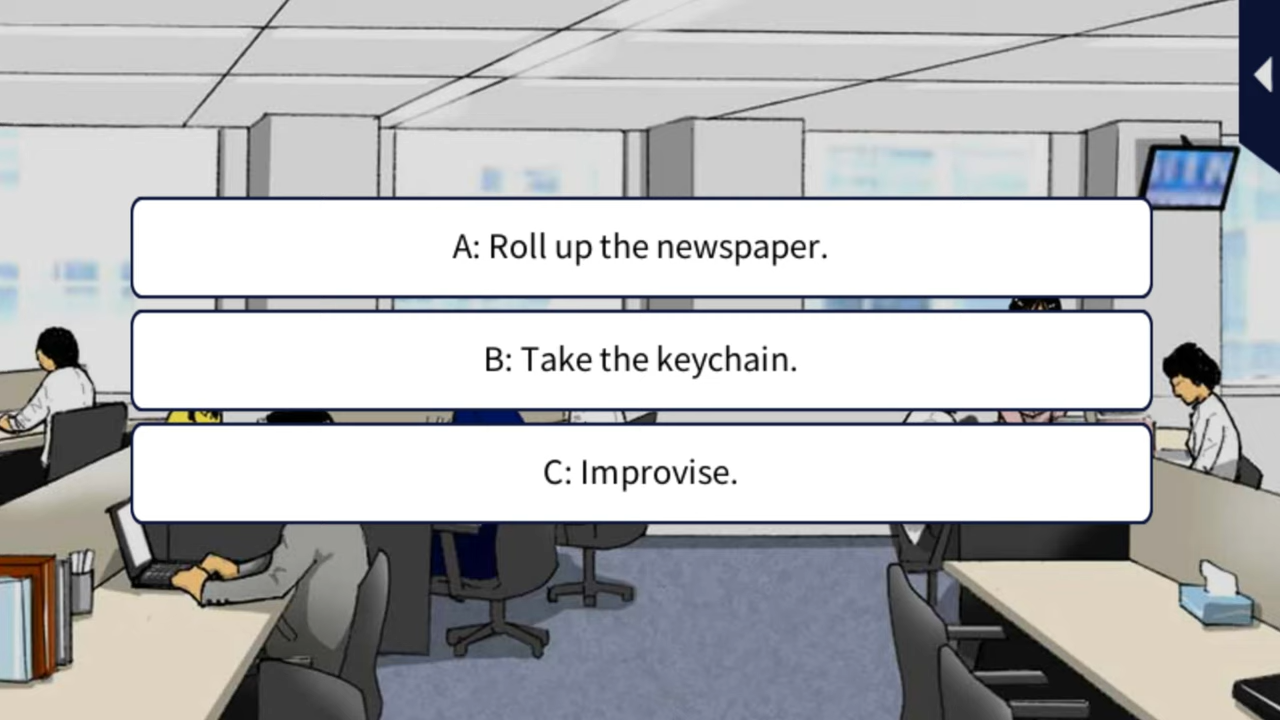 A: Roll up the newspaper.
B: Take the keychain.
C: Improvise.